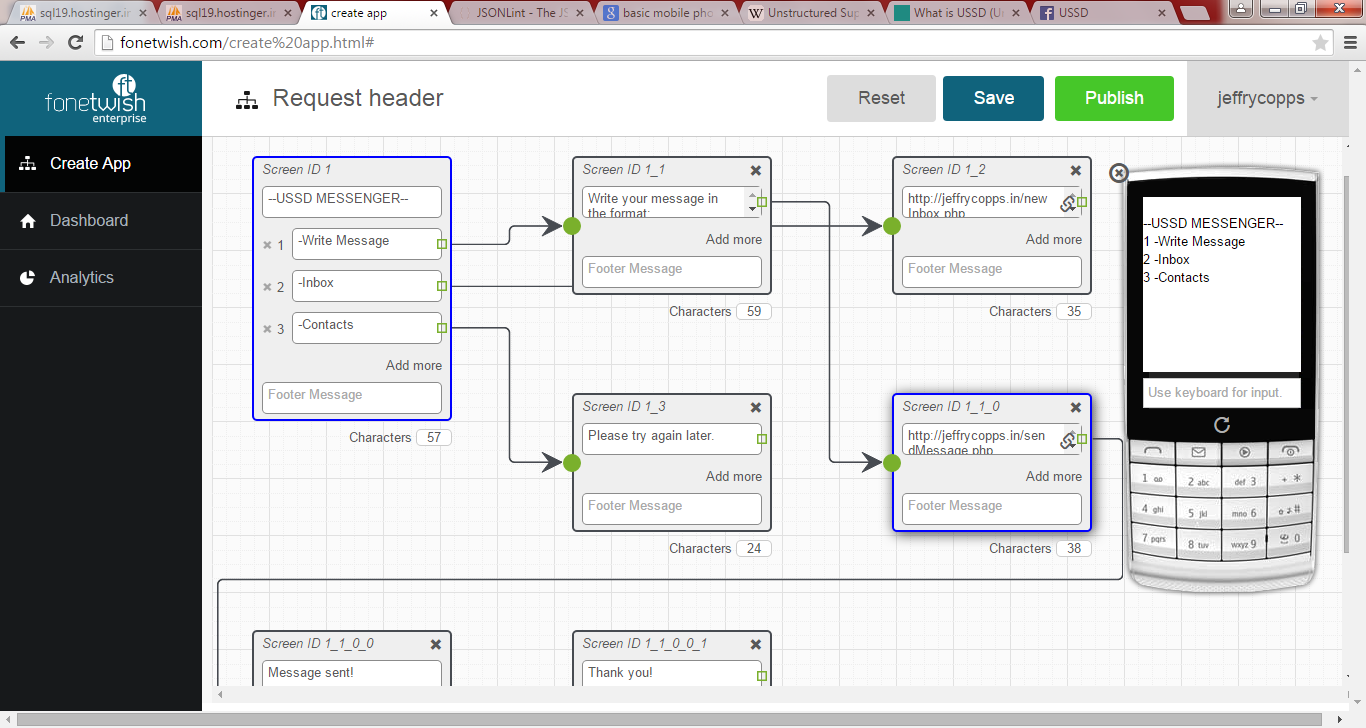 sql19.hostinger.in
sql19.hostinger.in
create app
JSONLint - The JS
basic mobile pho
Unstructured Sup
What is USSD (Un
USSD
fonetwish.com/create%20app.html#
ft
fonetwish
enterprise
Request header
Reset
Save
Publish
jeffrycopps
Create App
Dashboard
Analytics
Screen ID 1
--USSD MESSENGER--
1 -Write Message
2 -Inbox
3 -Contacts
Add more
Footer Message
Characters 57
Screen ID 1_1
Write your message in
the format:
Add more
Footer Message
Characters 59
Screen ID 1_2
http://jeffrycopps.in/new
Inbox.php
Add more
Footer Message
Characters 35
Screen ID 1_3
Please try again later.
Add more
Footer Message
Characters 24
Screen ID 1_1_0
http://jeffrycopps.in/sen
dMessage.php
Add more
Footer Message
Characters 38
Screen ID 1_1_0_0
Message sent!
Screen ID 1_1_0_0_1
Thank you!
--USSD MESSENGER--
1 -Write Message
2 -Inbox
3 -Contacts
Use keyboard for input.
1 2 abc def 3 + *
4 ghi 5 jkl mno 6 #
7 pqrs 8 tuv wxyz 9 0